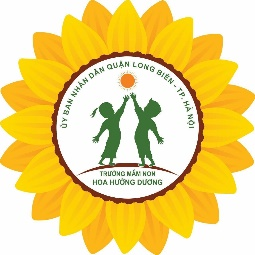 ỦY BAN NHÂN DÂN QUẬN LONG BIÊN - TP. HÀ NỘI
TRƯỜNG MẦM NON
HOA HƯỚNG DƯƠNG